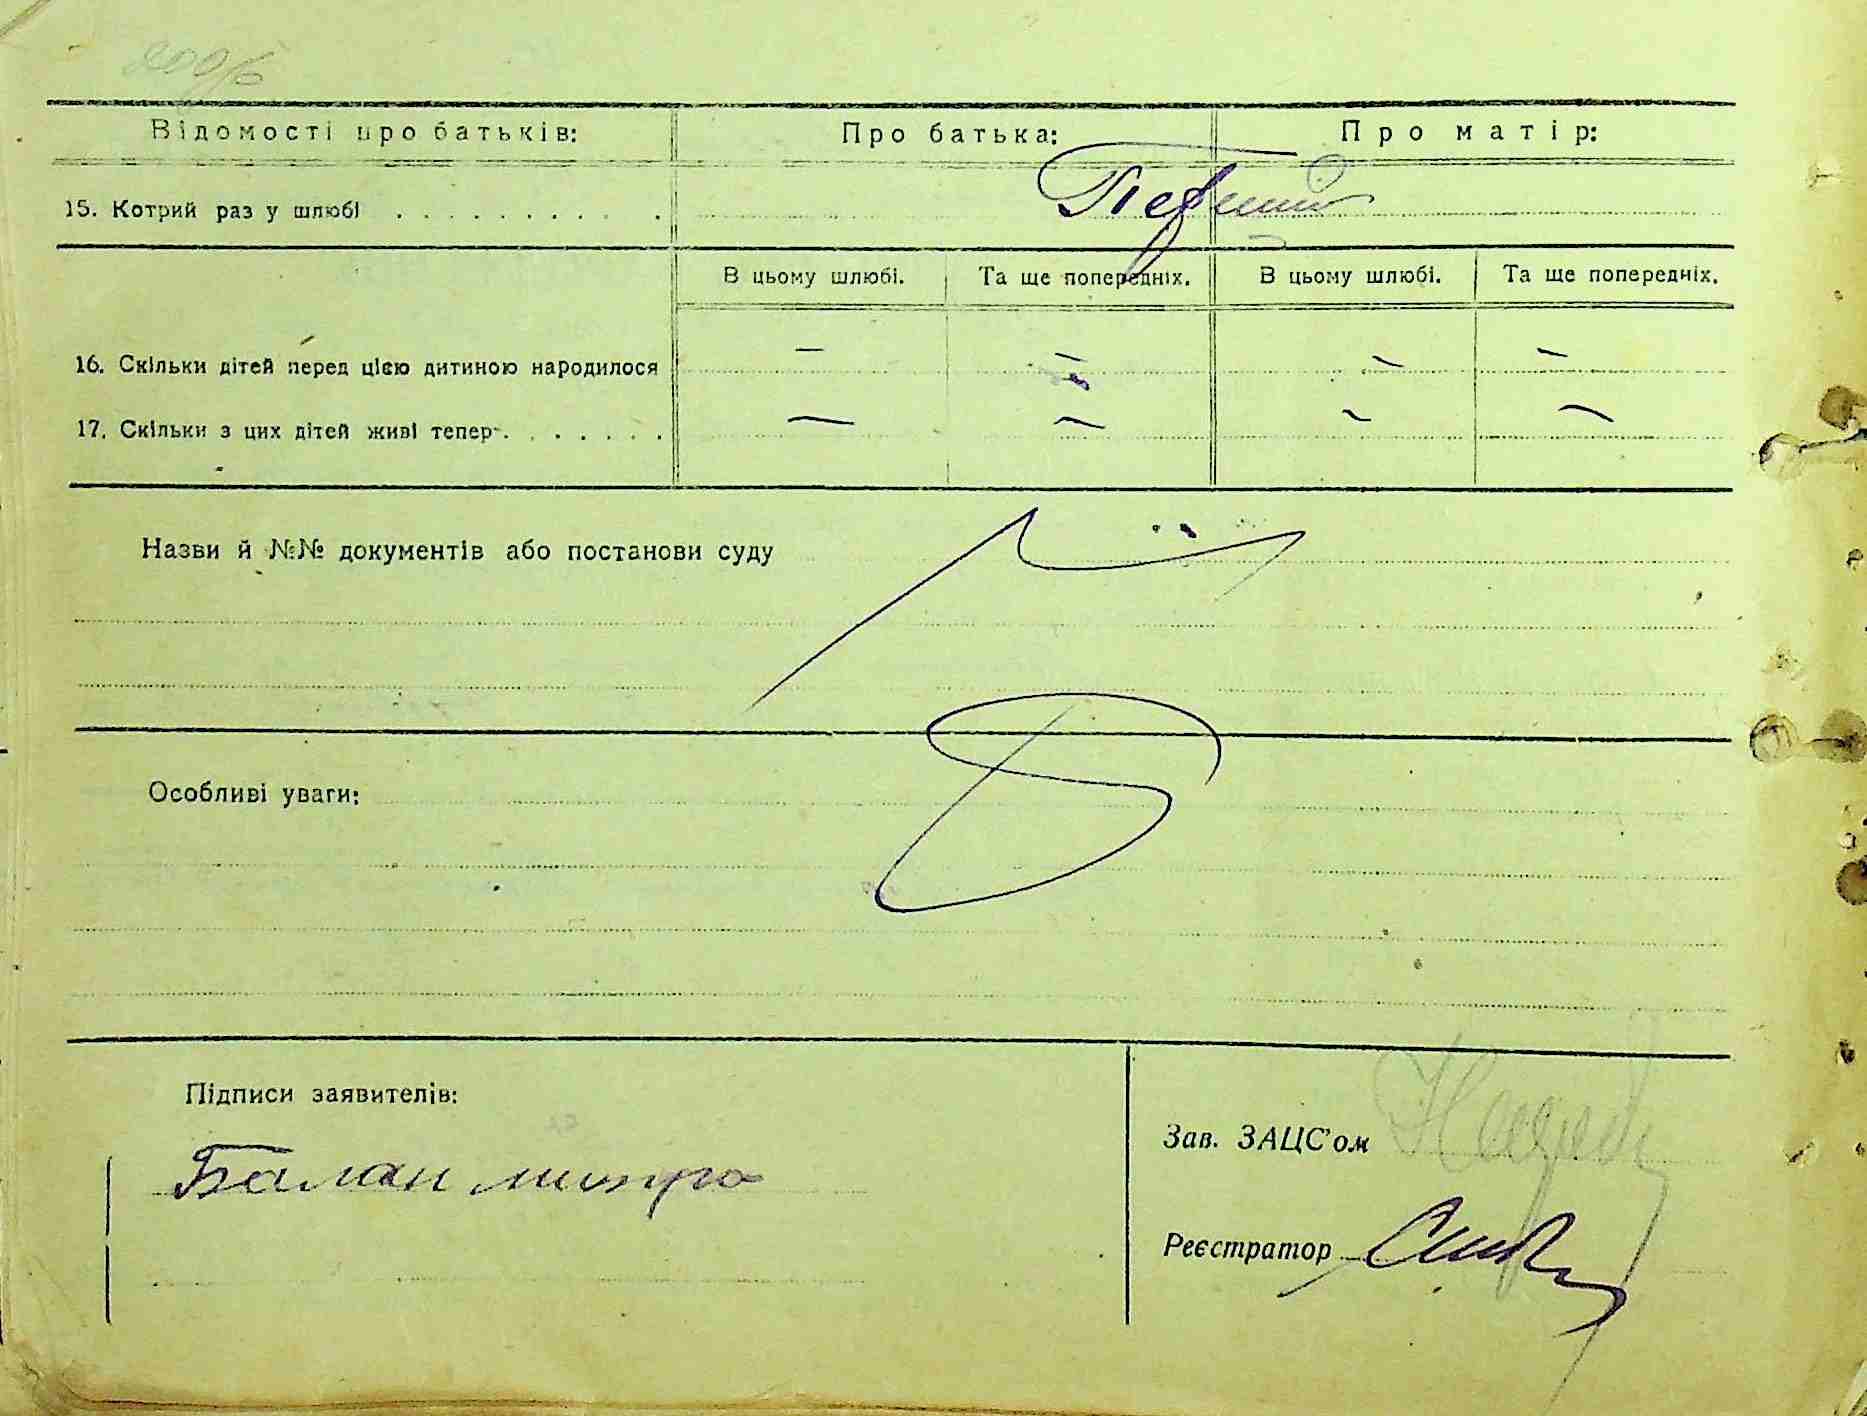 Відомості про батьків: Про батька: Про матір:
15. Котрий раз у шлюбі . . . . . . . . . . Первий
В цьому шлюбі. Та ще попередніх. В цьому шлюбі. Та ще попередніх.
16. Скільки дітей перед цією дитиною народилося — — — —
17. Скільки з цих дітей живі тепер . . . . . . . — — — —
Назви й №№ документів або постанови суду
Особливі уваги:
Підписи заявителів:
Балан
Зав. ЗАЦС'ом
Реєстратор